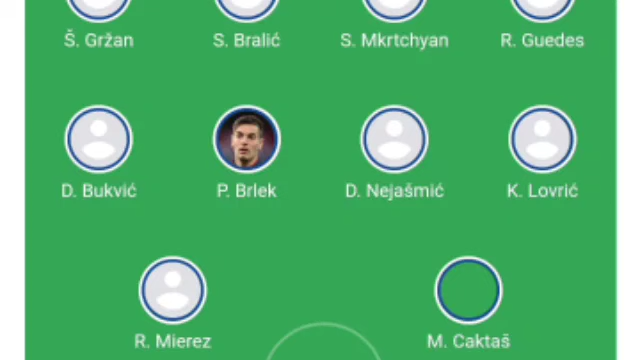 Š. Gržan S. Bralić S. Mkrtchyan R. Guedes
D. Bukvić P. Brlek D. Nejašmić K. Lovrić
R. Mierez M. Caktaš